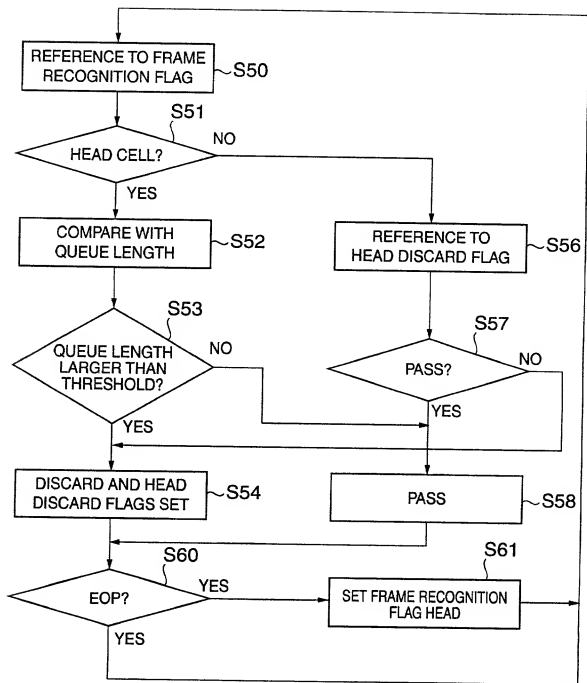 REFERENCE TO FRAME
RECOGNITION FLAG
S50
S51
HEAD CELL?
NO
YES
COMPARE WITH
QUEUE LENGTH
S52
REFERENCE TO
HEAD DISCARD FLAG
S56
S53
QUEUE LENGTH
LARGER THAN
THRESHOLD?
NO
YES
S57
PASS?
NO
YES
DISCARD AND HEAD
DISCARD FLAGS SET
S54
PASS
S58
S60
EOP?
YES
YES
S61
SET FRAME RECOGNITION
FLAG HEAD